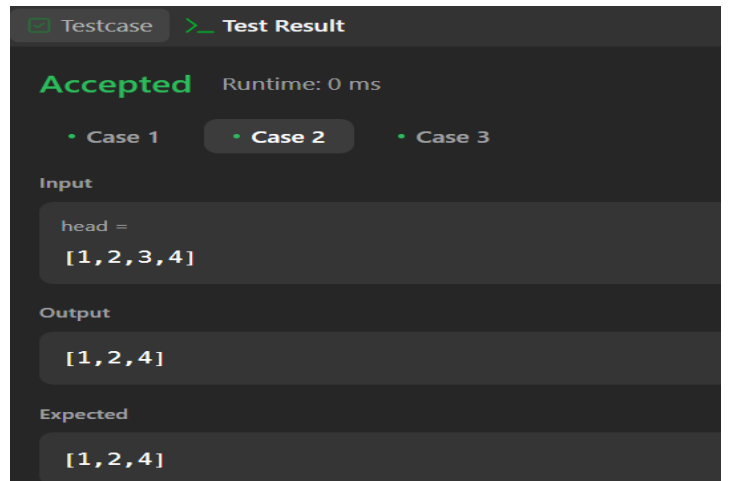 Testcase >_ Test Result
Accepted Runtime: 0 ms
• Case 1 • Case 2 • Case 3
Input
head =
[1,2,3,4]
Output
[1,2,4]
Expected
[1,2,4]